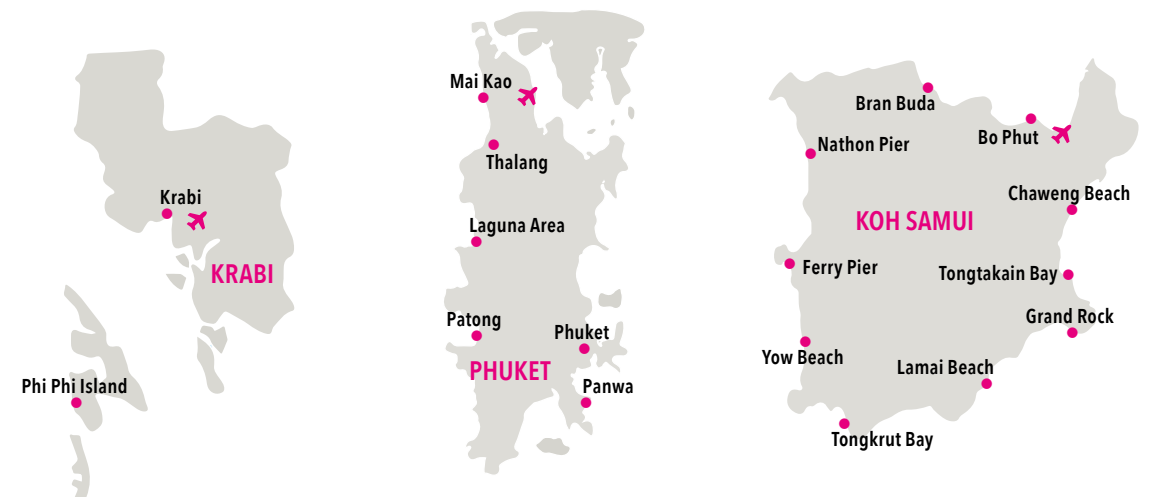 Krabi
KRABI
Phi Phi Island
Mai Kao
Thalang
Laguna Area
Patong
Phuket
PHUKET
Panwa
Bran Buda
Bo Phut
Nathon Pier
Chaweng Beach
KOH SAMUI
Ferry Pier
Tongtakain Bay
Grand Rock
Yow Beach
Lamai Beach
Tongkrut Bay